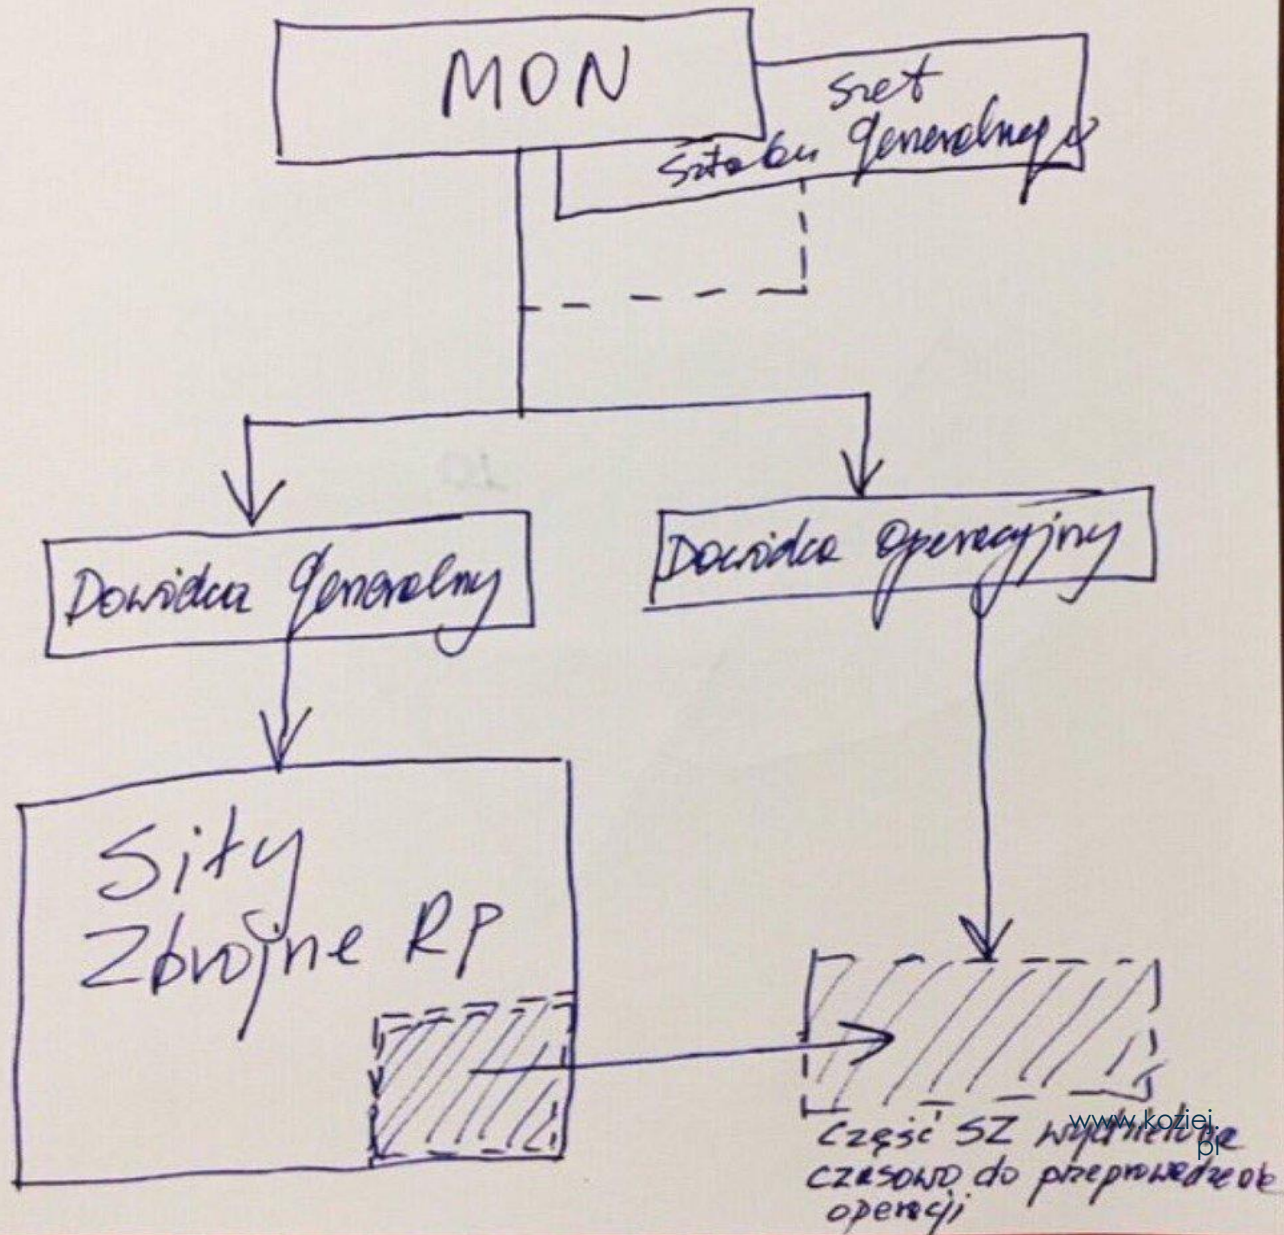 MON
Szef
Sztabu Generalnego
Dowódca Generalny
Dowódca Operacyjny
Siły
Zbrojne RP
www.koziej.
pl
Część SZ wydzielona
czasowo do przeprowadzenia
operacji